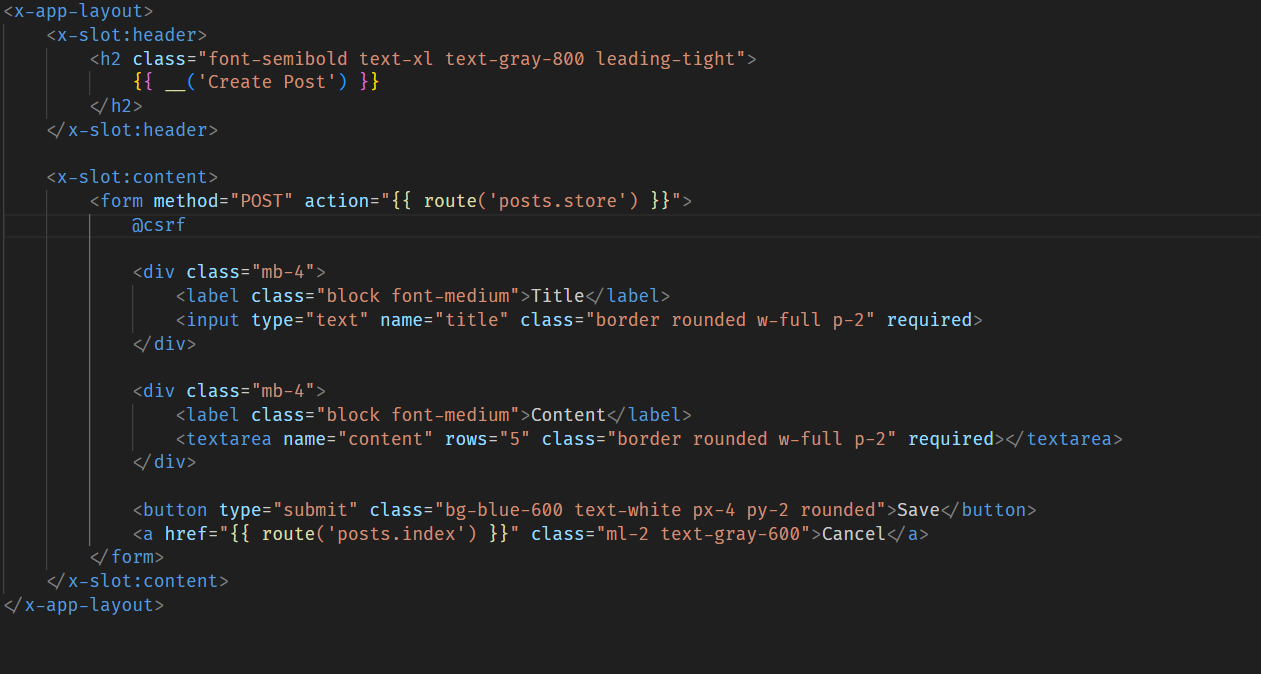 <x-app-layout>
    <x-slot:header>
        <h2 class="font-semibold text-xl text-gray-800 leading-tight">
            {{ __('Create Post') }}
        </h2>
    </x-slot:header>

    <x-slot:content>
        <form method="POST" action="{{ route('posts.store') }}">
            @csrf

            <div class="mb-4">
                <label class="block font-medium">Title</label>
                <input type="text" name="title" class="border rounded w-full p-2" required>
            </div>

            <div class="mb-4">
                <label class="block font-medium">Content</label>
                <textarea name="content" rows="5" class="border rounded w-full p-2" required></textarea>
            </div>

            <button type="submit" class="bg-blue-600 text-white px-4 py-2 rounded">Save</button>
            <a href="{{ route('posts.index') }}" class="ml-2 text-gray-600">Cancel</a>
        </form>
    </x-slot:content>
</x-app-layout>